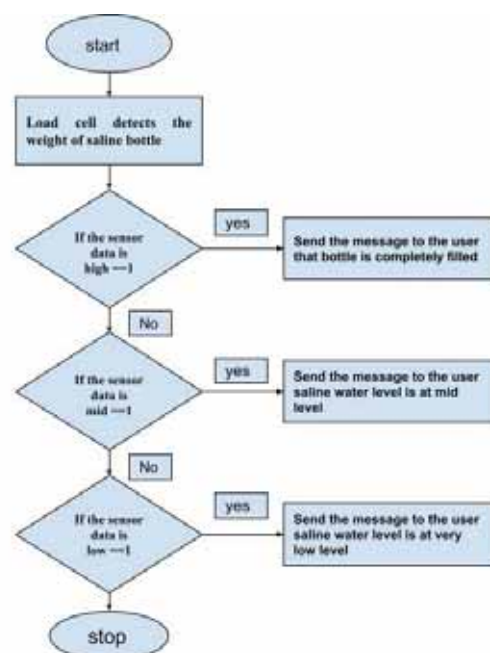 start
Load cell detects the
weight of saline bottle
If the sensor
data is
high ==1
yes
Send the message to the user
that bottle is completely filled
No
If the sensor
data is
mid ==1
yes
Send the message to the user
saline water level is at mid
level
No
If the sensor
data is
low ==1
yes
Send the message to the user
saline water level is at very
low level
stop